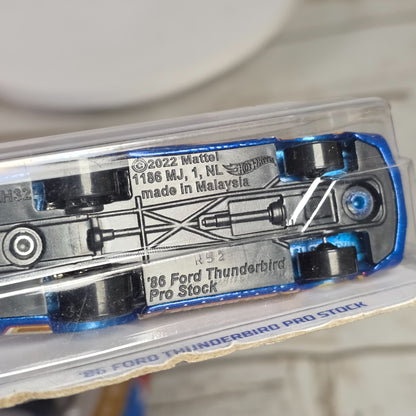 ©2022 Mattel
1186 MJ, 1, NL Hot Wheels
made in Malaysia
R52
'86 Ford Thunderbird
Pro Stock
'86 FORD THUNDERBIRD PRO STOCK